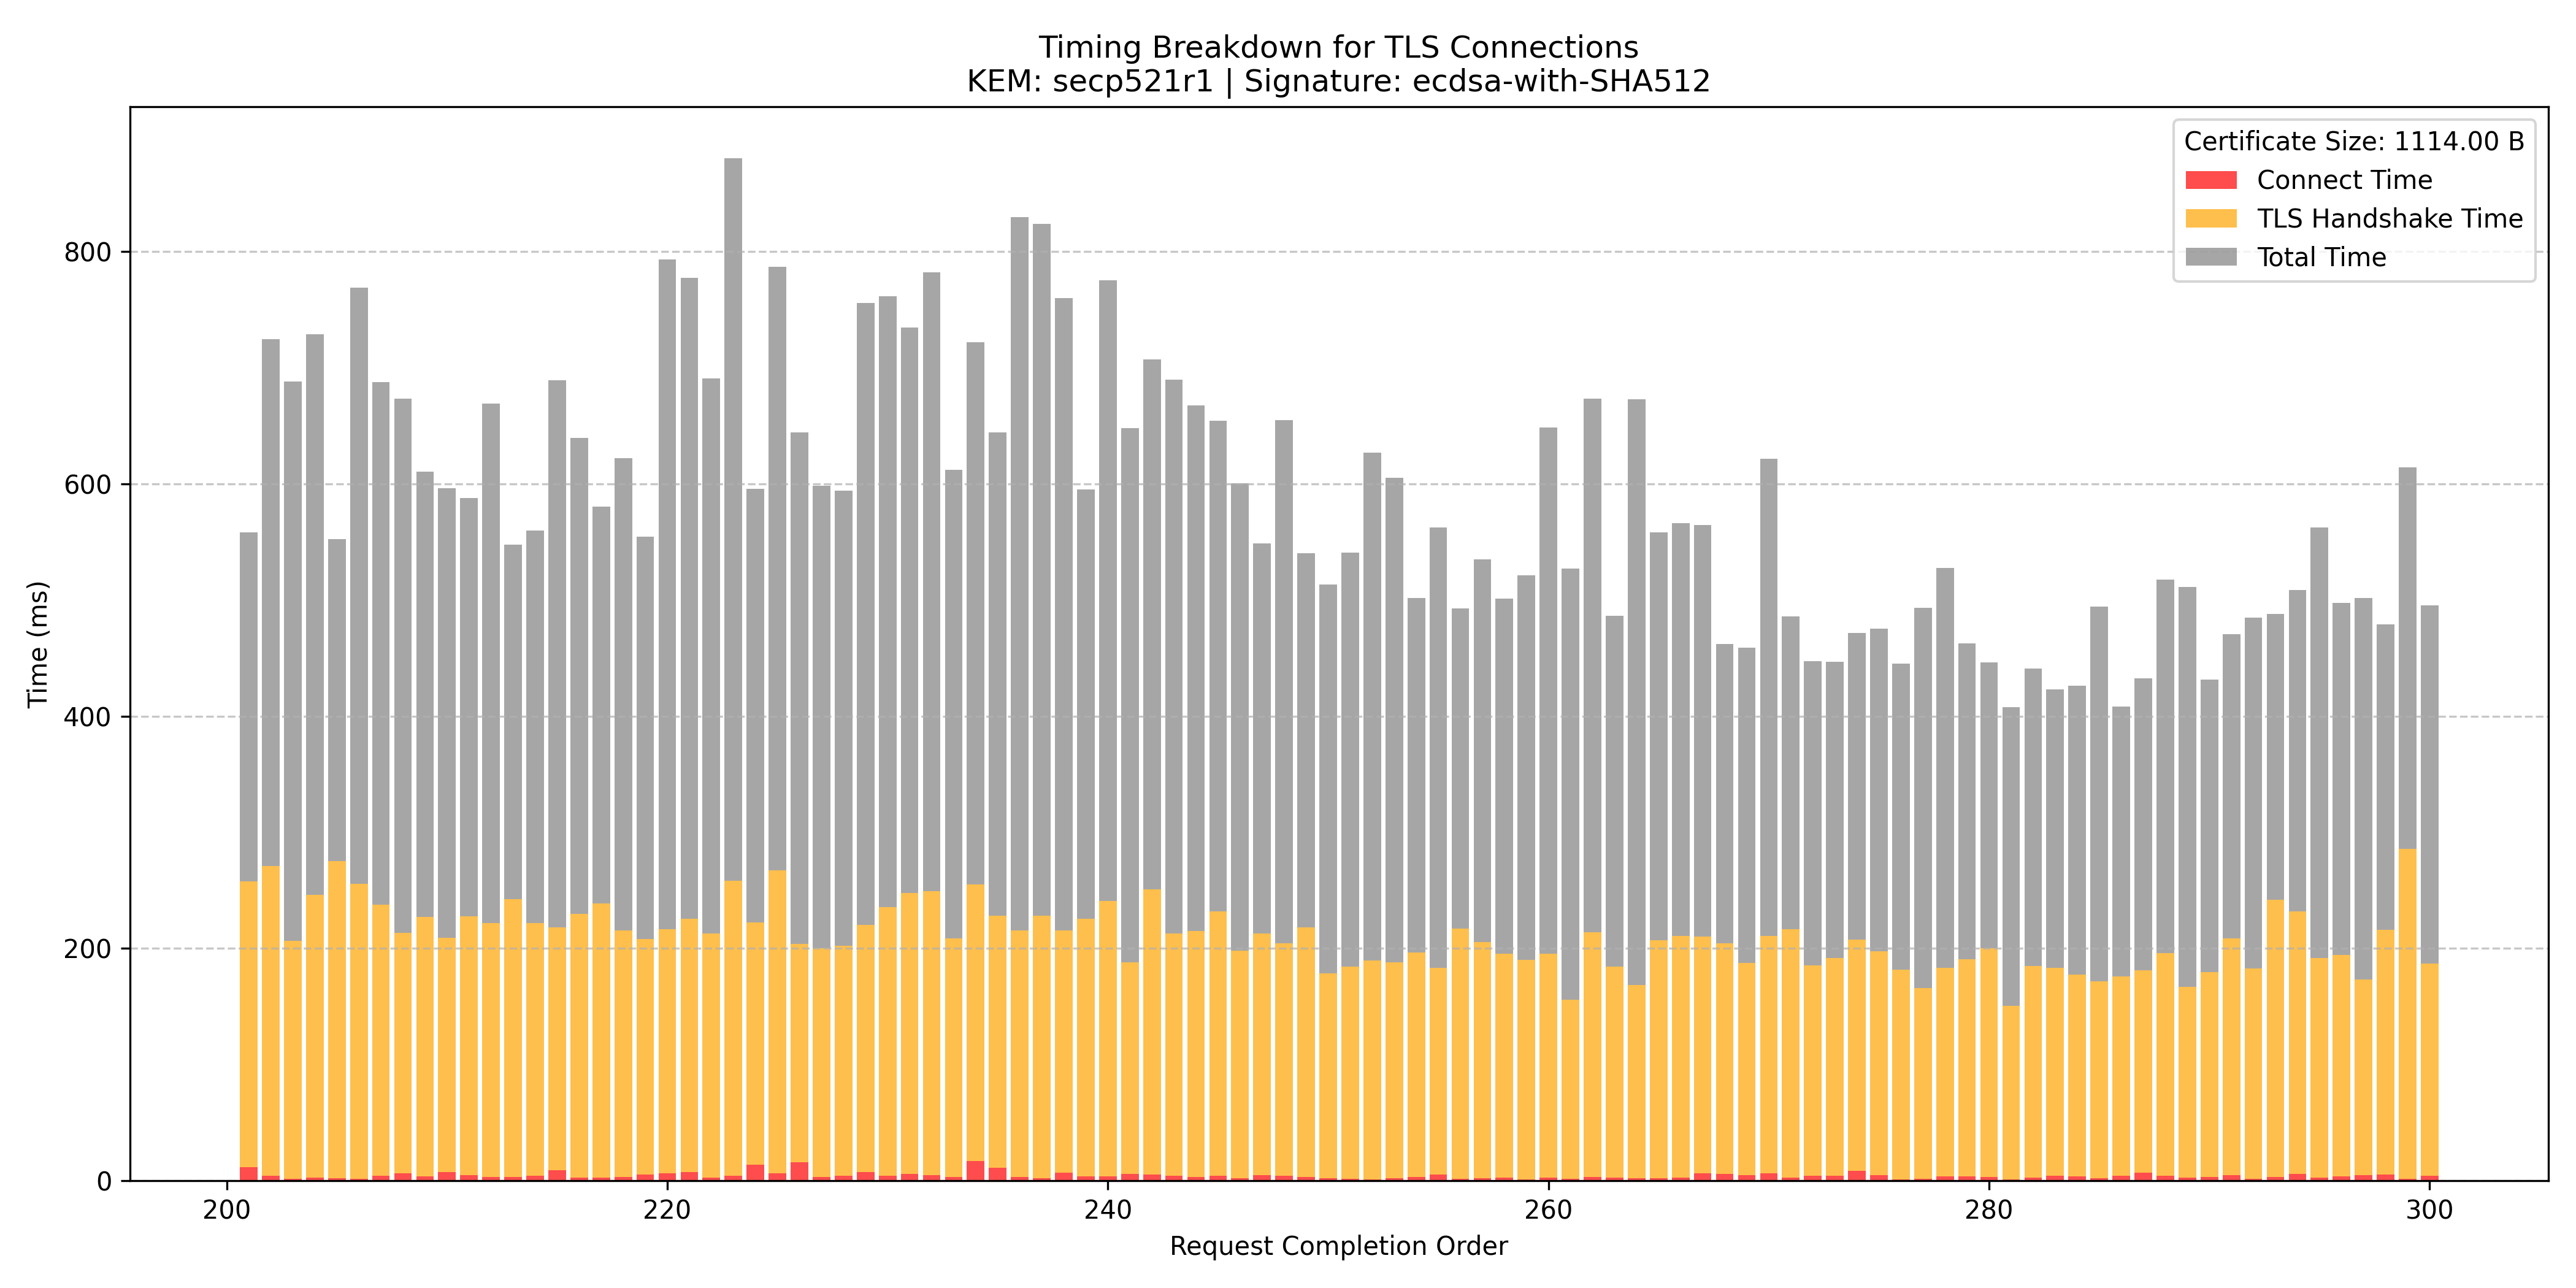 Timing Breakdown for TLS Connections
KEM: secp521r1 | Signature: ecdsa-with-SHA512
Certificate Size: 1114.00 B
Connect Time
TLS Handshake Time
Total Time
Time (ms)
800
600
400
200
0
200 220 240 260 280 300
Request Completion Order